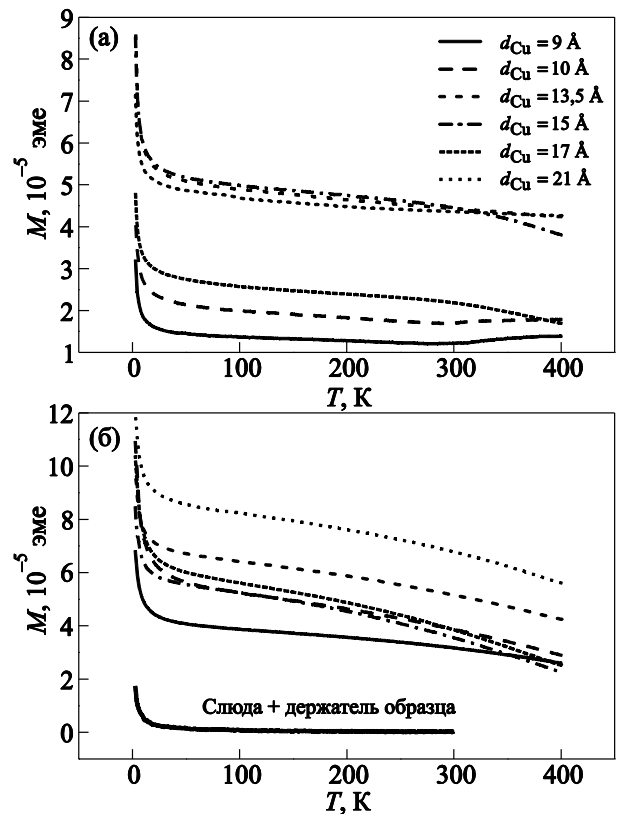 (а)
9
8
7
6
5
4
3
2
1
M, 10⁻⁵ эме
d_Cu = 9 Å
d_Cu = 10 Å
d_Cu = 13,5 Å
d_Cu = 15 Å
d_Cu = 17 Å
d_Cu = 21 Å
0 100 200 300 400
T, К
(б)
12
10
8
6
4
2
0
M, 10⁻⁵ эме
Слюда + держатель образца
0 100 200 300 400
T, К